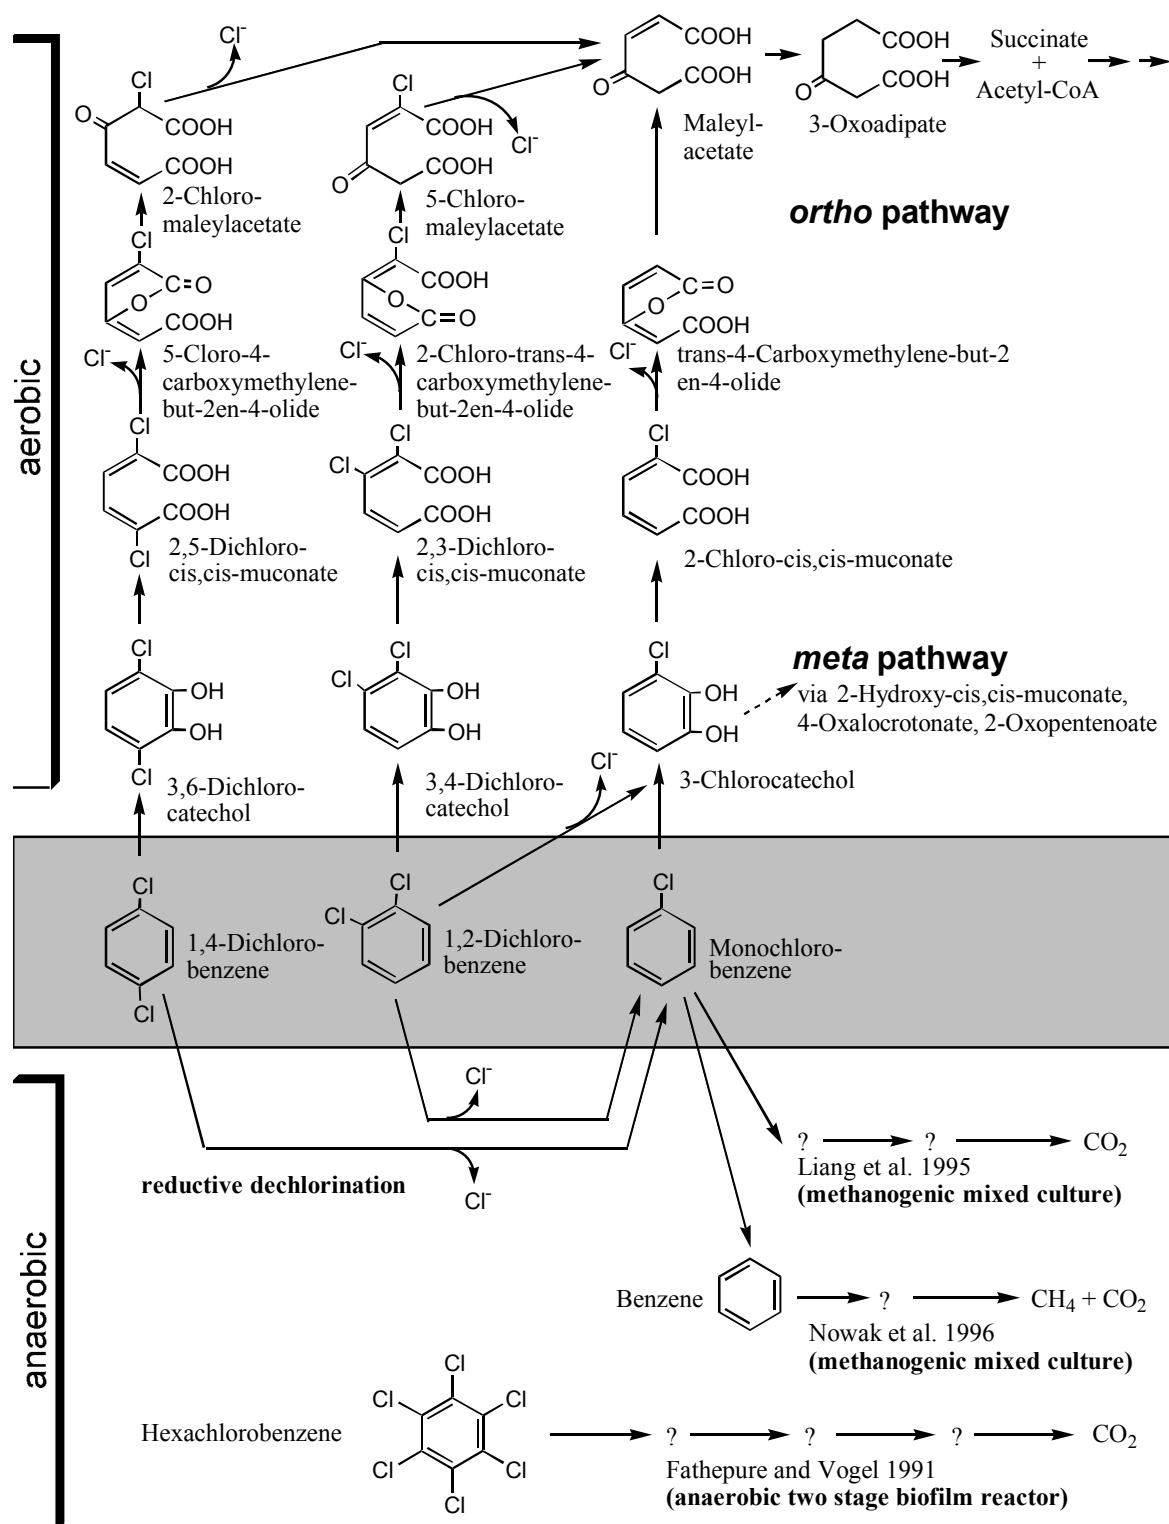 Cl⁻
Cl
O
COOH
COOH
2-Chloro-
maleylacetate
Cl
COOH
COOH
O
Cl⁻
5-Chloro-
maleylacetate
COOH
COOH
O
Maleyl-
acetate
COOH
COOH
O
3-Oxoadipate
Succinate
+
Acetyl-CoA
ortho pathway
aerobic
Cl
O
C=O
COOH
Cl⁻
5-Cloro-4-
carboxymethylene-
but-2en-4-olide
Cl
COOH
O
C=O
Cl⁻
2-Chloro-trans-4-
carboxymethylene-
but-2en-4-olide
O
C=O
COOH
Cl⁻
trans-4-Carboxymethylene-but-2
en-4-olide
Cl
COOH
COOH
Cl
2,5-Dichloro-
cis,cis-muconate
Cl
Cl
COOH
COOH
2,3-Dichloro-
cis,cis-muconate
Cl
COOH
COOH
2-Chloro-cis,cis-muconate
Cl
OH
OH
Cl
3,6-Dichloro-
catechol
Cl
Cl
OH
OH
3,4-Dichloro-
catechol
Cl
OH
OH
3-Chlorocatechol
Cl⁻
meta pathway
via 2-Hydroxy-cis,cis-muconate,
4-Oxalocrotonate, 2-Oxopentenoate
Cl
Cl
1,4-Dichloro-
benzene
Cl
Cl
1,2-Dichloro-
benzene
Cl
Monochloro-
benzene
anaerobic
Cl⁻
reductive dechlorination
Cl⁻
? ? CO₂
Liang et al. 1995
(methanogenic mixed culture)
Benzene ? CH₄ + CO₂
Nowak et al. 1996
(methanogenic mixed culture)
Hexachlorobenzene
Cl
Cl
Cl
Cl
Cl
Cl
? ? ? CO₂
Fathepure and Vogel 1991
(anaerobic two stage biofilm reactor)